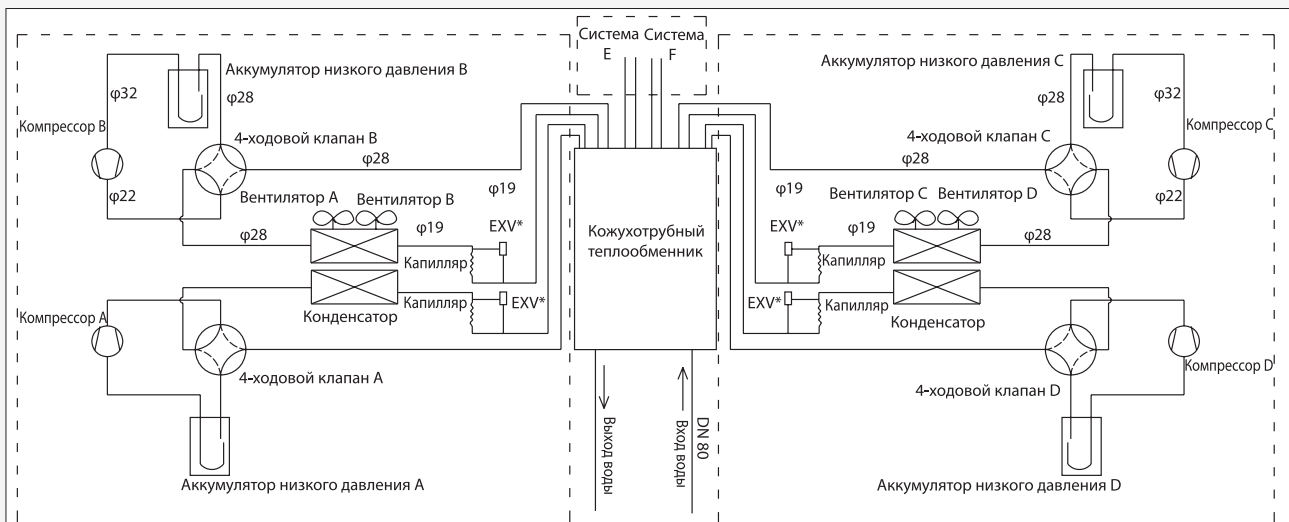 Система Система
E F
Аккумулятор низкого давления B
φ32
φ28
Компрессор B
4-ходовой клапан B
φ28
φ22
Вентилятор A
Вентилятор B
φ19
φ28
φ19
EXV*
Капилляр
Капилляр
EXV*
Конденсатор
Компрессор A
4-ходовой клапан A
Аккумулятор низкого давления A
Кожухотрубный
теплообменник
Выход воды
Вход воды
DN 80
Аккумулятор низкого давления C
φ28
φ32
4-ходовой клапан C
Компрессор C
φ28
φ22
φ19
Вентилятор C
Вентилятор D
EXV*
φ19
φ28
Капилляр
EXV*
Капилляр
Конденсатор
Компрессор D
4-ходовой клапан D
Аккумулятор низкого давления D